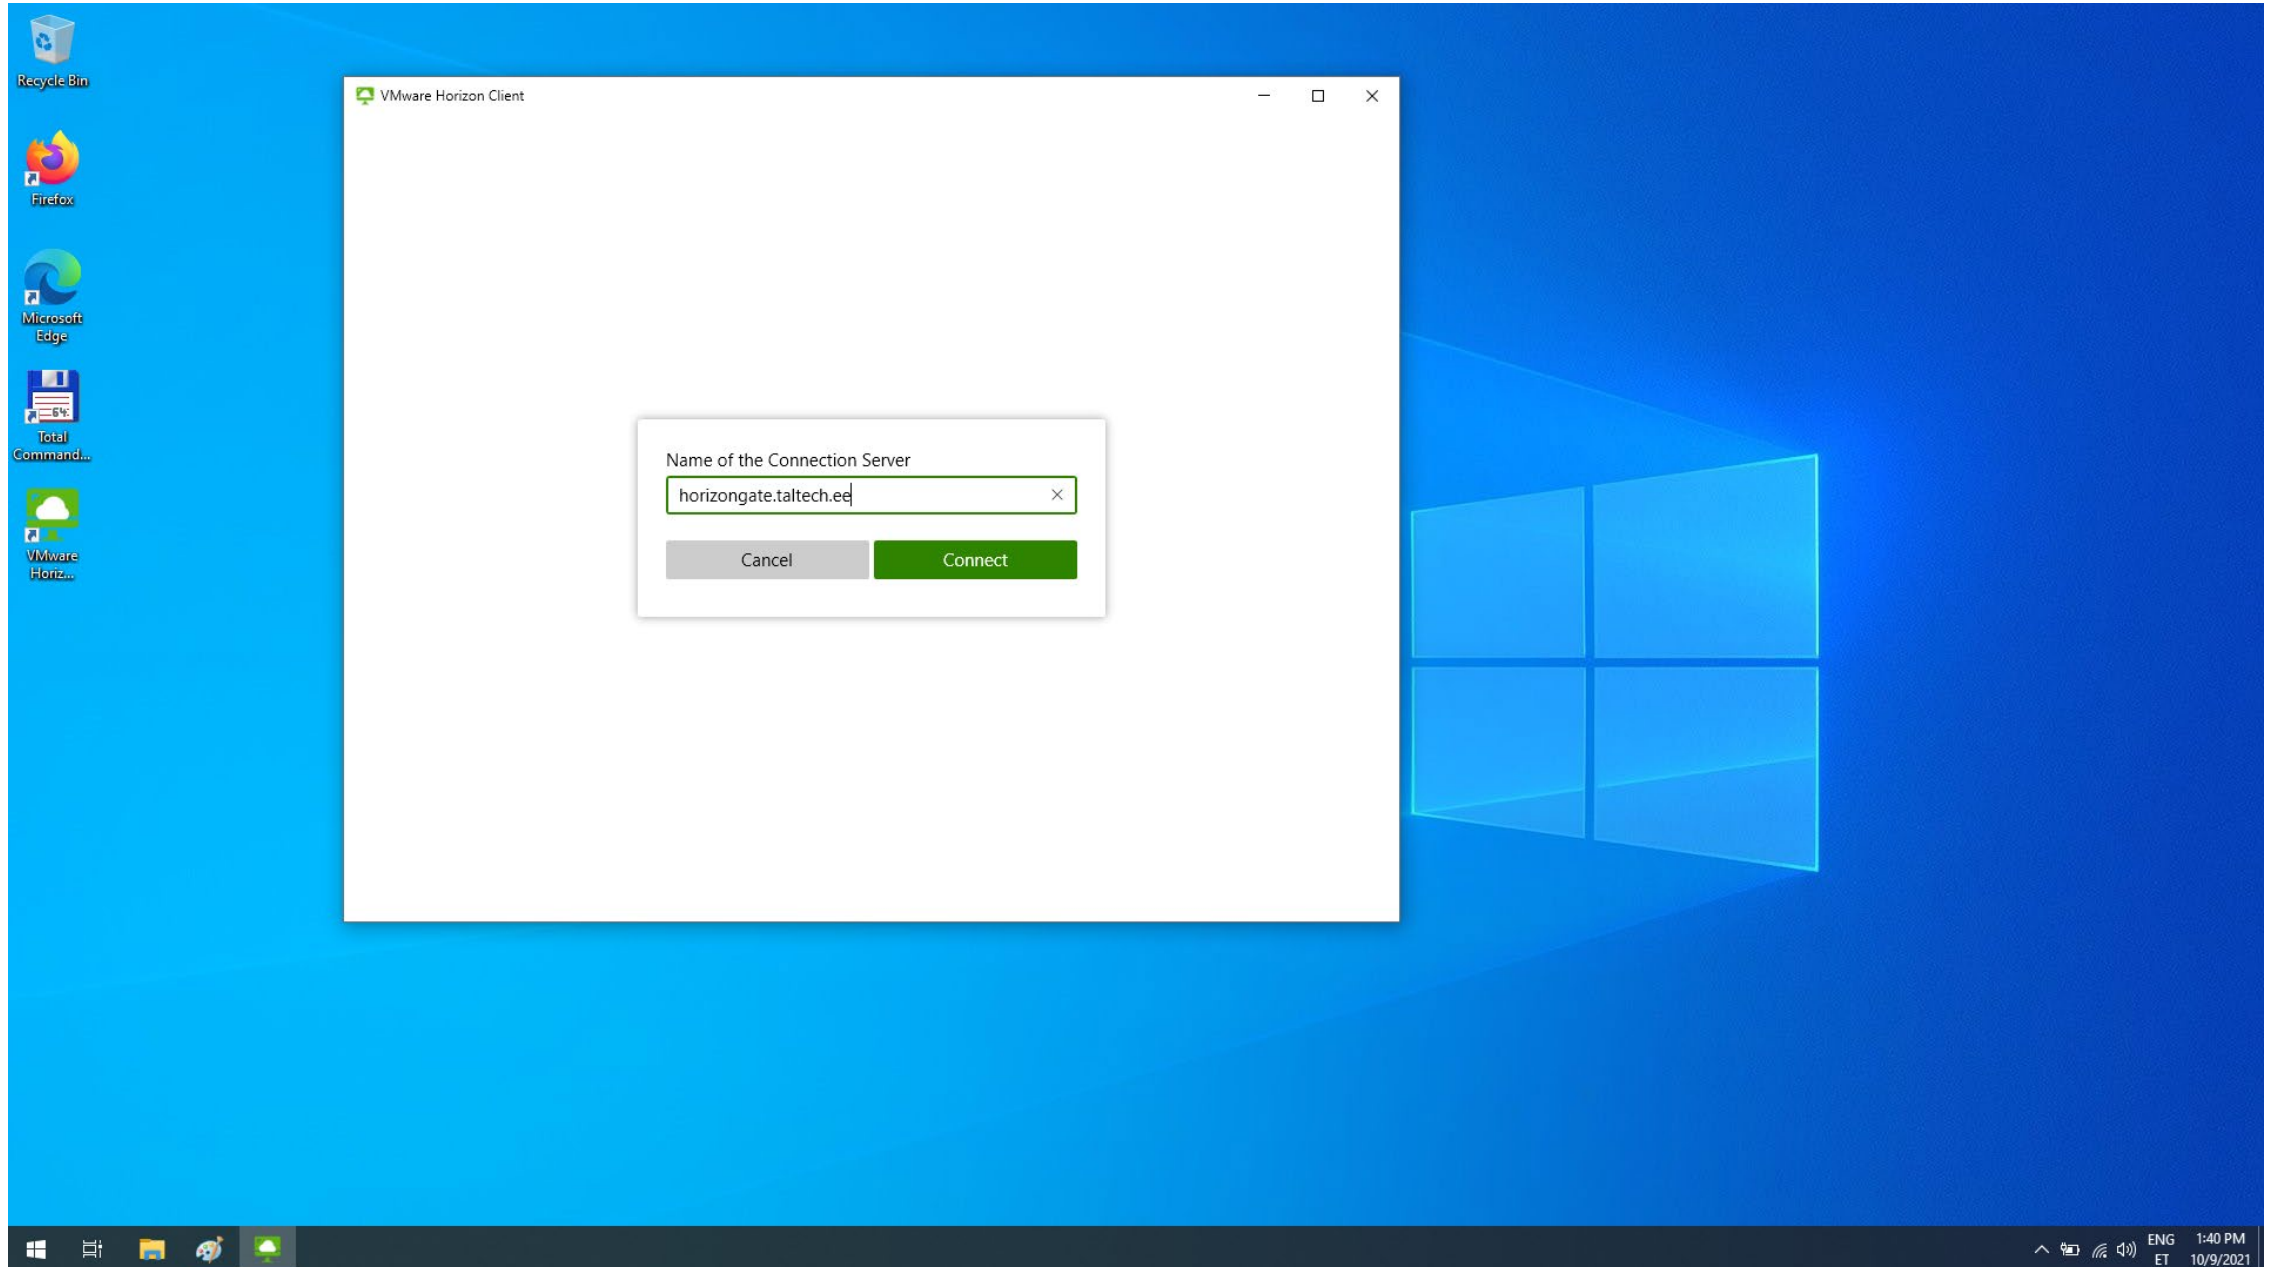 Recycle Bin
Firefox
Microsoft
Edge
64
Total
Command...
VMware
Horiz...
VMware Horizon Client
Name of the Connection Server
horizongate.taltech.ee
Cancel
Connect
ENG
ET
1:40 PM
10/9/2021